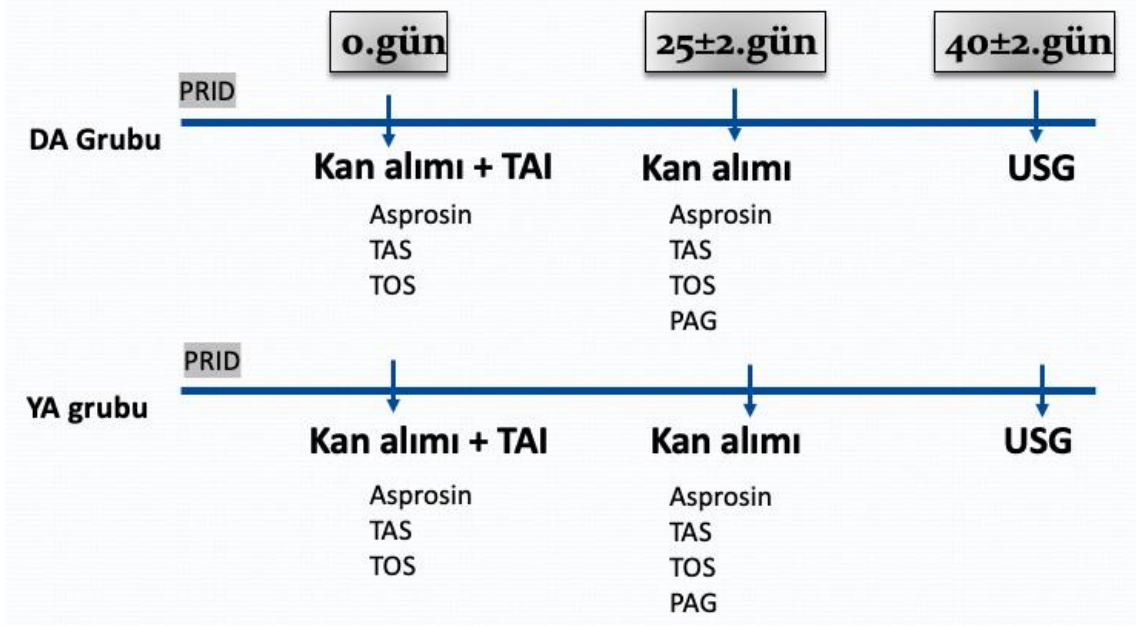 0.gün 25±2.gün 40±2.gün
PRID
DA Grubu
Kan alımı + TAI Kan alımı USG
Asprosin Asprosin
TAS TAS
TOS TOS
PAG
PRID
YA grubu
Kan alımı + TAI Kan alımı USG
Asprosin Asprosin
TAS TAS
TOS TOS
PAG